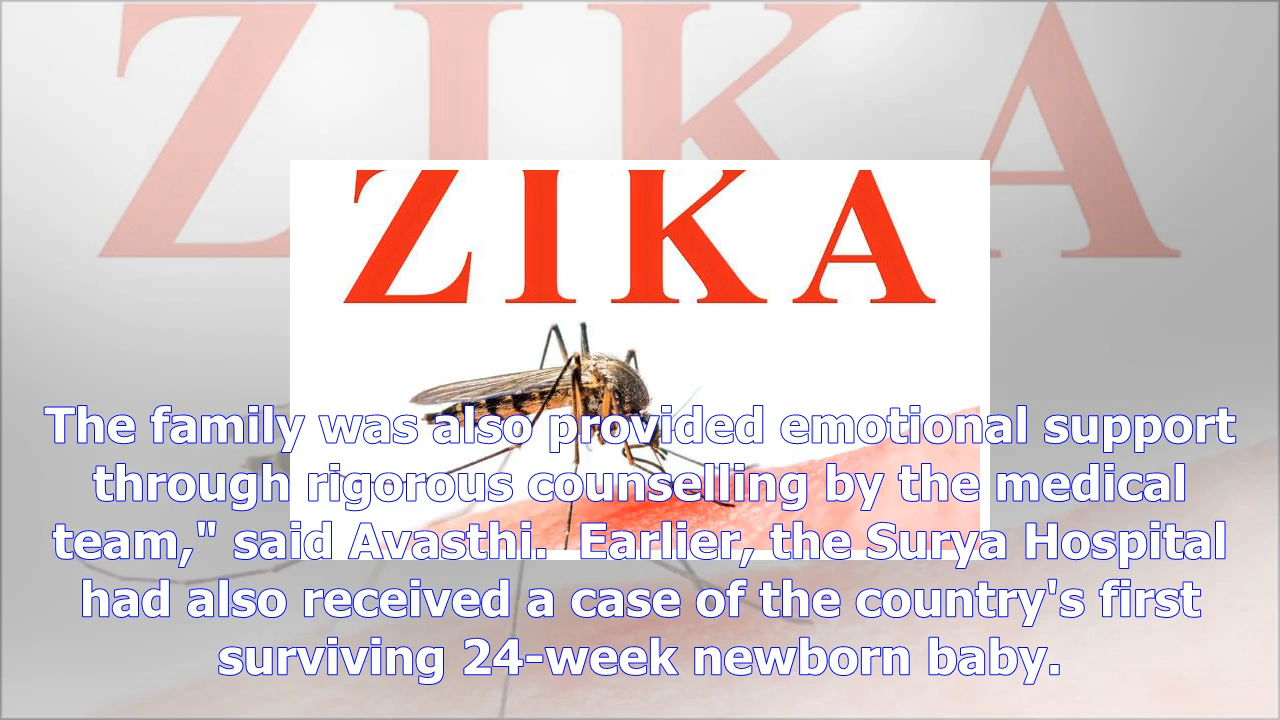 ZIKA
ZIKA
The family was also provided emotional support
through rigorous counselling by the medical
team," said Avasthi.  Earlier, the Surya Hospital
had also received a case of the country's first
surviving 24-week newborn baby.